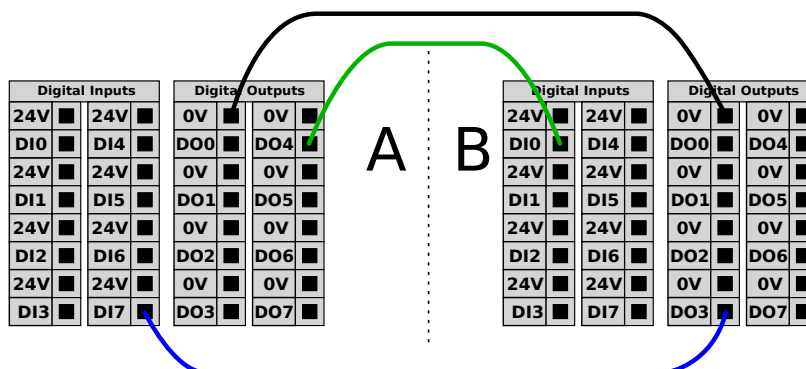 Digital Inputs Digital Outputs Digital Inputs Digital Outputs
24V 24V 0V 0V 24V 24V 0V 0V
DI0 DI4 DO0 DO4 A B DI0 DI4 DO0 DO4
24V 24V 0V 0V 24V 24V 0V 0V
DI1 DI5 DO1 DO5 DI1 DI5 DO1 DO5
24V 24V 0V 0V 24V 24V 0V 0V
DI2 DI6 DO2 DO6 DI2 DI6 DO2 DO6
24V 24V 0V 0V 24V 24V 0V 0V
DI3 DI7 DO3 DO7 DI3 DI7 DO3 DO7